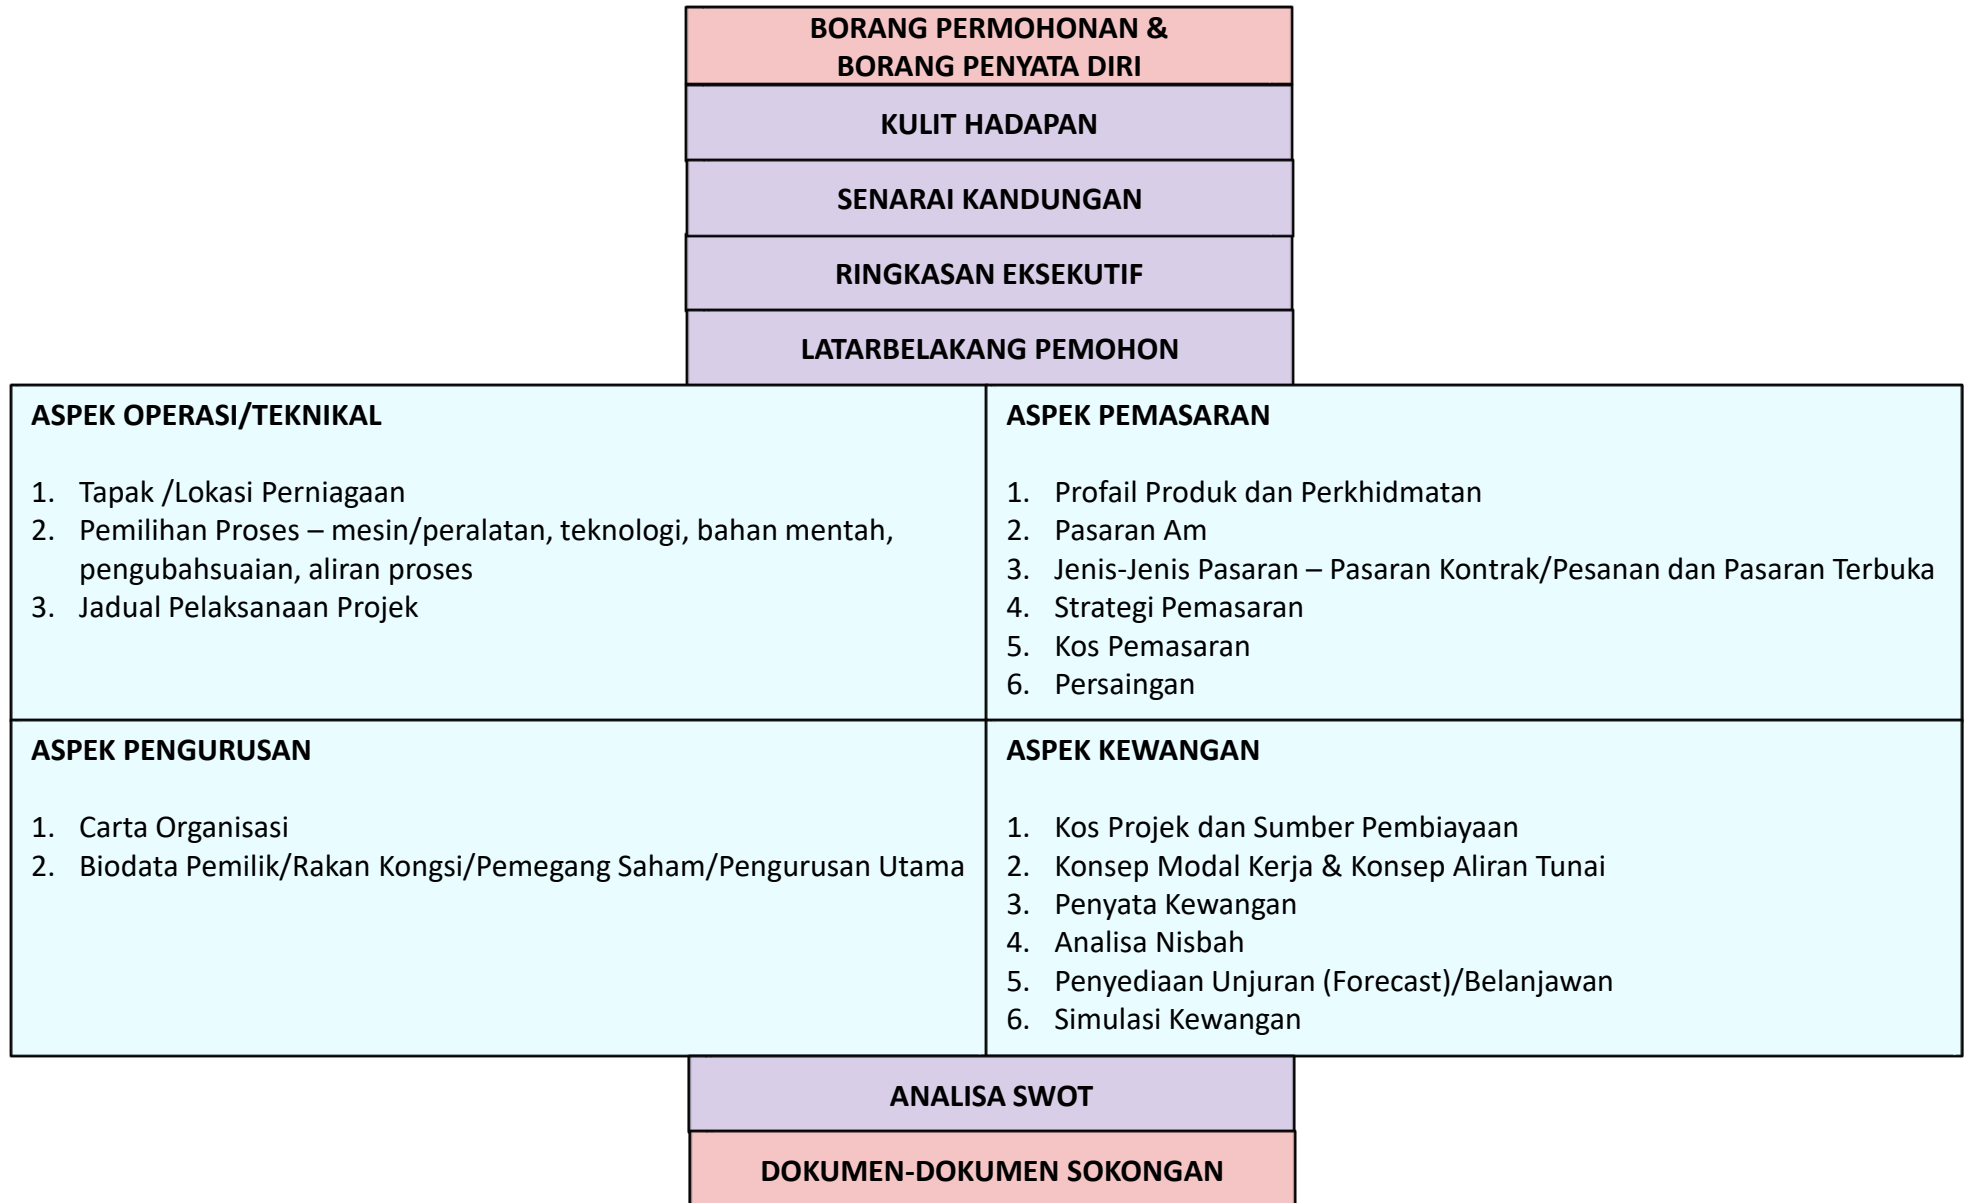 BORANG PERMOHONAN &
BORANG PENYATA DIRI
KULIT HADAPAN
SENARAI KANDUNGAN
RINGKASAN EKSEKUTIF
LATARBELAKANG PEMOHON
ASPEK OPERASI/TEKNIKAL
1. Tapak /Lokasi Perniagaan
2. Pemilihan Proses – mesin/peralatan, teknologi, bahan mentah,
pengubahsuaian, aliran proses
3. Jadual Pelaksanaan Projek
ASPEK PEMASARAN
1. Profail Produk dan Perkhidmatan
2. Pasaran Am
3. Jenis-Jenis Pasaran – Pasaran Kontrak/Pesanan dan Pasaran Terbuka
4. Strategi Pemasaran
5. Kos Pemasaran
6. Persaingan
ASPEK PENGURUSAN
1. Carta Organisasi
2. Biodata Pemilik/Rakan Kongsi/Pemegang Saham/Pengurusan Utama
ASPEK KEWANGAN
1. Kos Projek dan Sumber Pembiayaan
2. Konsep Modal Kerja & Konsep Aliran Tunai
3. Penyata Kewangan
4. Analisa Nisbah
5. Penyediaan Unjuran (Forecast)/Belanjawan
6. Simulasi Kewangan
ANALISA SWOT
DOKUMEN-DOKUMEN SOKONGAN